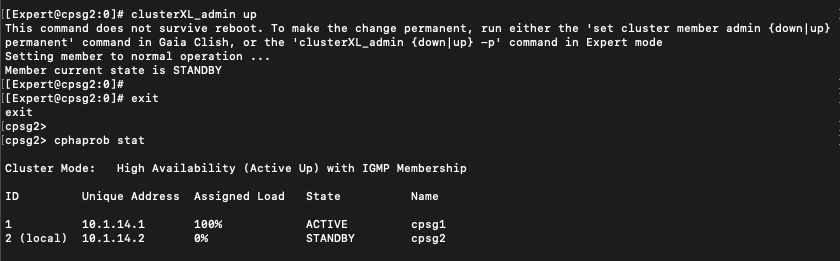 [[Expert@cpsg2:0]# clusterXL_admin up
This command does not survive reboot. To make the change permanent, run either the 'set cluster member admin {down|up}
permanent' command in Gaia Clish, or the 'clusterXL_admin {down|up} -p' command in Expert mode
Setting member to normal operation ...
Member current state is STANDBY
[[Expert@cpsg2:0]#
[[Expert@cpsg2:0]# exit
exit
[cpsg2>
[cpsg2> cphaprob stat
Cluster Mode:   High Availability (Active Up) with IGMP Membership
ID         Unique Address  Assigned Load   State          Name
1          10.1.14.1       100%            ACTIVE         cpsg1
2 (local)  10.1.14.2       0%              STANDBY        cpsg2